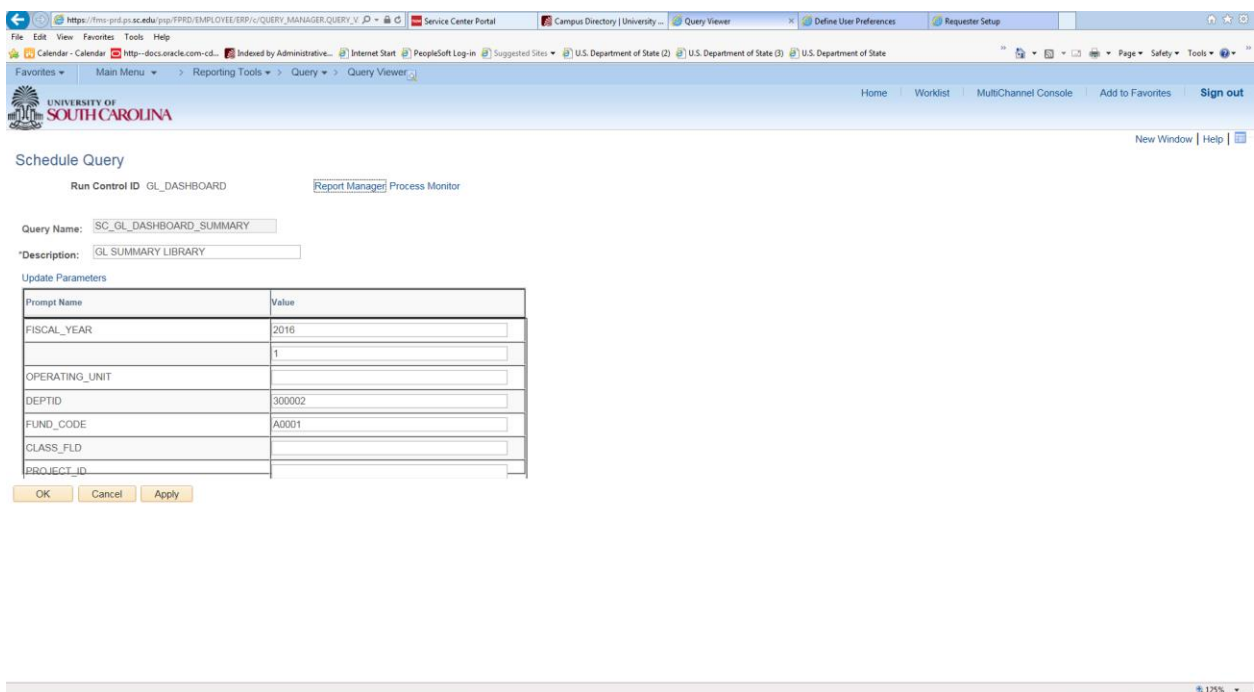 https://fms-prd.ps.sc.edu/psp/FPRD/EMPLOYEE/ERP/c/QUERY_MANAGER.QUERY_V Service Center Portal Campus Directory | University ... Query Viewer × Define User Preferences Requester Setup
File Edit View Favorites Tools Help
Calendar - Calendar http--docs.oracle.com-cd... Indexed by Administrative... Internet Start PeopleSoft Log-in Suggested Sites U.S. Department of State (2) U.S. Department of State (3) U.S. Department of State » Page Safety Tools »
Favorites Main Menu > Reporting Tools > Query > Query Viewer
Home Worklist MultiChannel Console Add to Favorites Sign out
UNIVERSITY OF
SOUTH CAROLINA
New Window | Help |
Schedule Query
Run Control ID GL_DASHBOARD Report Manager Process Monitor
Query Name: SC_GL_DASHBOARD_SUMMARY
*Description: GL SUMMARY LIBRARY
Update Parameters
Prompt Name Value
FISCAL_YEAR 2016
1
OPERATING_UNIT
DEPTID 300002
FUND_CODE A0001
CLASS_FLD
PROJECT_ID
OK Cancel Apply
125%